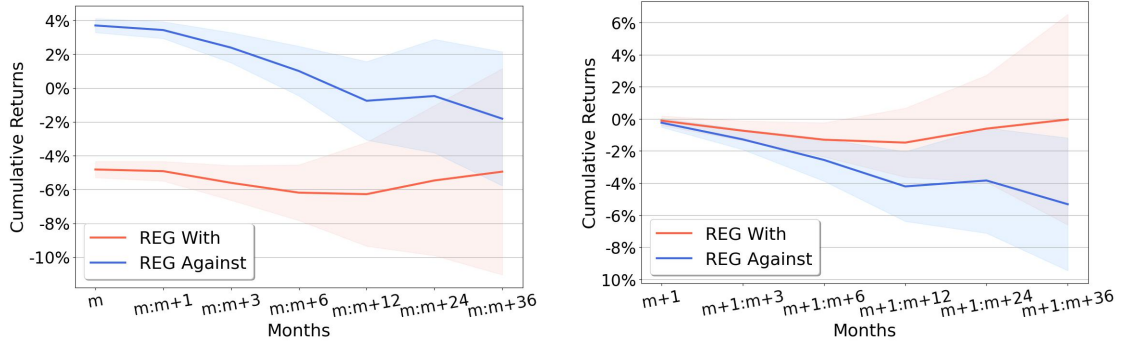 4%
2%
0%
-2%
-4%
-6%
-8%
-10%
Cumulative Returns
REG With
REG Against
m
m:m+1
m:m+3
m:m+6
m:m+12
m:m+24
m:m+36
Months
6%
4%
2%
0%
-2%
-4%
-6%
-8%
10%
Cumulative Returns
REG With
REG Against
m+1
m+1:m+3
m+1:m+6
m+1:m+12
m+1:m+24
m+1:m+36
Months